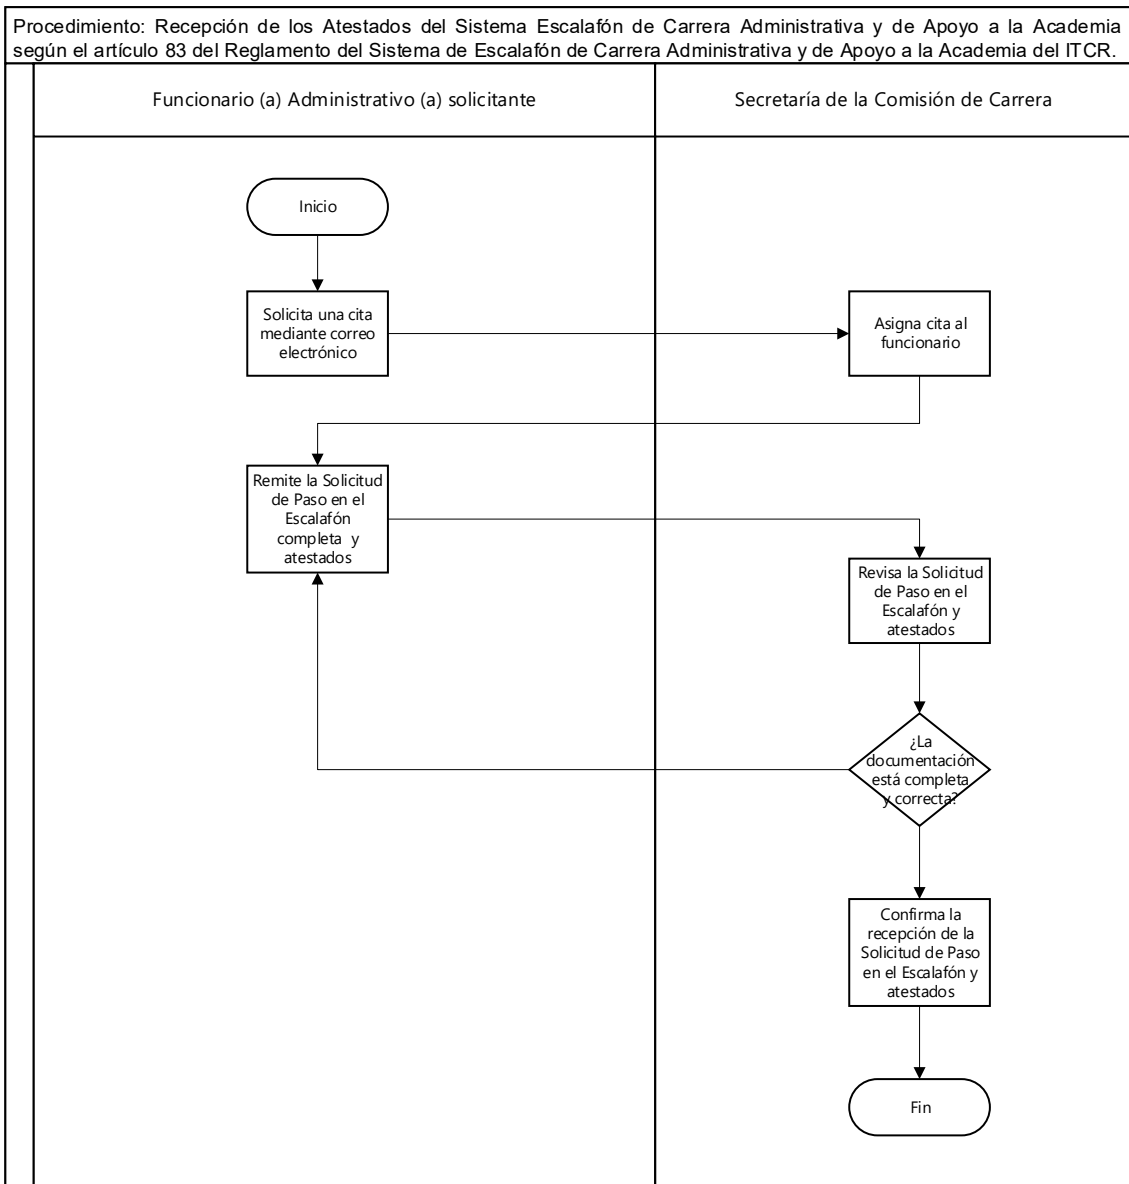 Procedimiento: Recepción de los Atestados del Sistema Escalafón de Carrera Administrativa y de Apoyo a la Academia
según el artículo 83 del Reglamento del Sistema de Escalafón de Carrera Administrativa y de Apoyo a la Academia del ITCR.
Funcionario (a) Administrativo (a) solicitante
Secretaría de la Comisión de Carrera
Inicio
Solicita una cita
mediante correo
electrónico
Asigna cita al
funcionario
Remite la Solicitud
de Paso en el
Escalafón
completa y
atestados
Revisa la Solicitud
de Paso en el
Escalafón y
atestados
¿La
documentación
está completa
y correcta?
Confirma la
recepción de la
Solicitud de Paso
en el Escalafón y
atestados
Fin